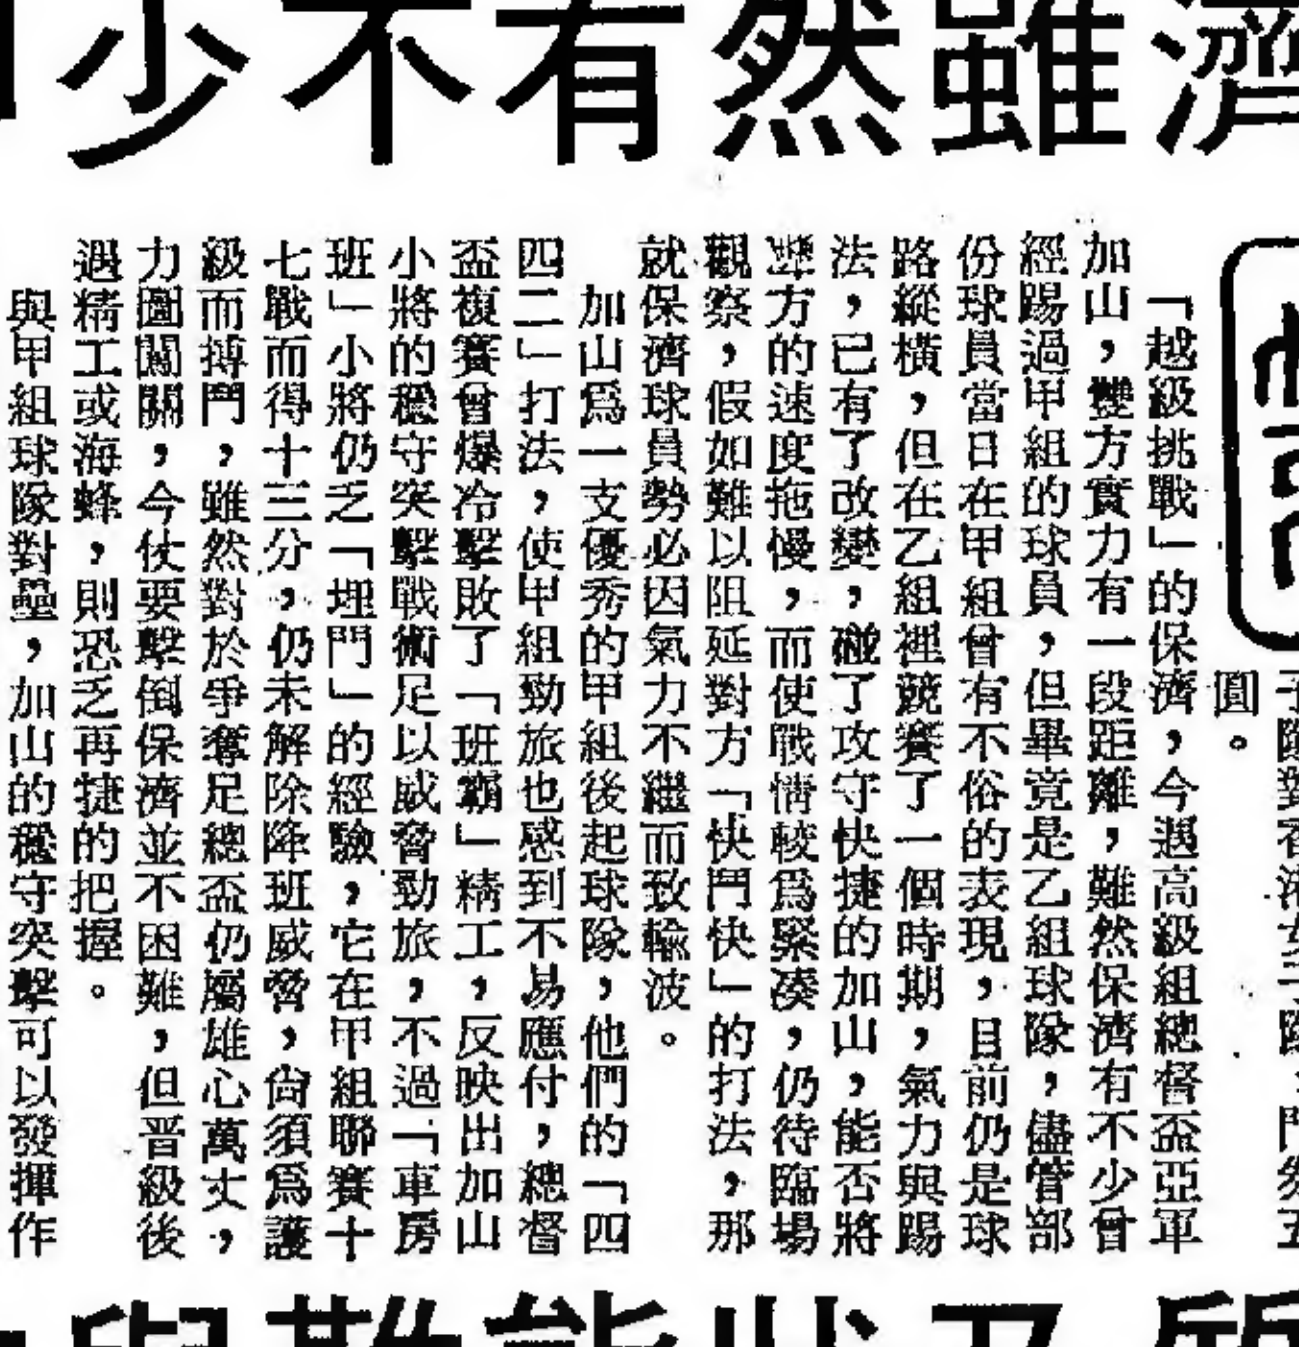 濟雖然有不少
圓。
「越級挑戰」的保濟,今遇高級組總督盃亞軍
加山,雙方實力有一段距離,難然保濟有不少曾
經踢過甲組的球員,但畢竟是乙組球隊,儘管部
份球員當日在甲組曾有不俗的表現,目前仍是球
路縱橫,但在乙組裡競賽了一個時期,氣力與踢
法,已有了改變,碰了攻守快捷的加山,能否將
雙方的速度拖慢,而使戰情較爲緊凑,仍待臨場
觀察,假如難以阻延對方「快鬥快」的打法,那
就保濟球員勢必因氣力不繼而致輸波。
加山爲一支優秀的甲組後起球隊,他們的「四
四二」打法,使甲組勁旅也感到不易應付,總督
盃複賽曾爆冷擊敗了「班霸」精工,反映出加山
小將的穩守突擊戰術足以威脅勁旅,不過「車房
班」小將仍乏「埋門」的經驗,它在甲組聯賽十
七戰而得十三分,仍未解除降班威脅,尙須爲護
級而搏鬥,雖然對於爭奪足總盃仍屬雄心萬丈,
力圖闖關,今仗要擊倒保濟並不困難,但晋級後
遇精工或海蜂,則恐乏再捷的把握。
與甲組球隊對壘,加山的穩守突擊可以發揮作